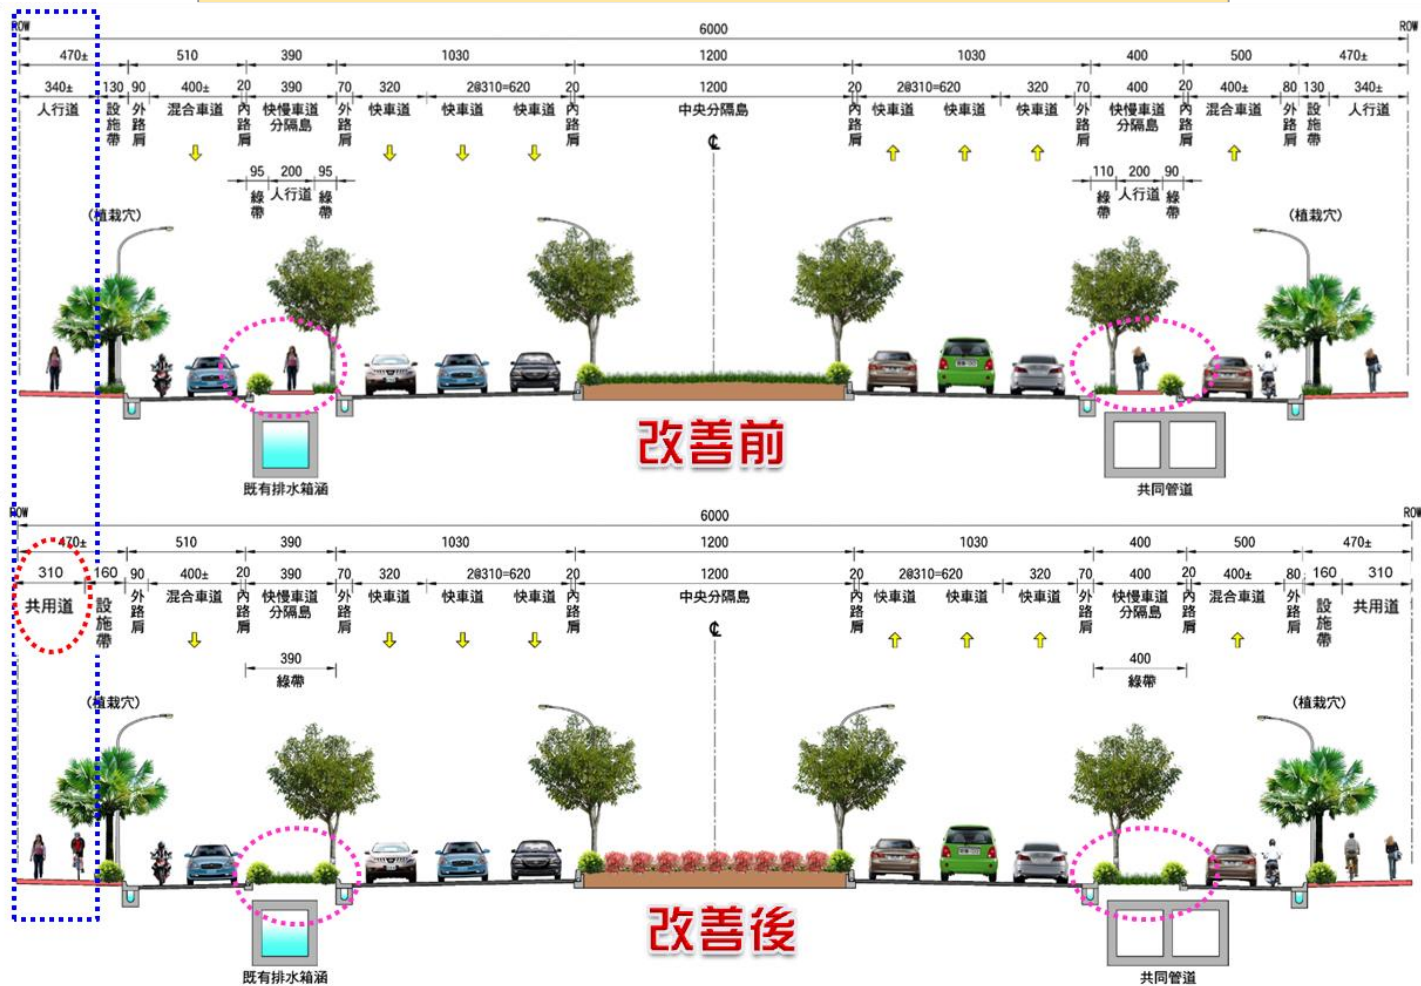 ROW 6000 ROW
470± 510 390 1030 1200 1030 400 500 470±
340± 130 90 400± 20 390 70 320 2@310=620 20 1200 20 2@310=620 320 70 400 20 400± 80 130 340±
人行道 設施帶 外路肩 混合車道 內路肩 快慢車道分隔島 外路肩 快車道 快車道 快車道 內路肩 中央分隔島 內路肩 快車道 快車道 快車道 外路肩 快慢車道分隔島 內路肩 混合車道 外路肩 設施帶 人行道
℄
95 200 95 110 200 90
綠帶 人行道 綠帶 綠帶 人行道 綠帶
(植栽穴) (植栽穴)
改善前
既有排水箱涵 共同管道
ROW 6000 ROW
470± 510 390 1030 1200 1030 400 500 470±
310 160 90 400± 20 390 70 320 2@310=620 20 1200 20 2@310=620 320 70 400 20 400± 80 160 310
共用道 設施帶 外路肩 混合車道 內路肩 快慢車道分隔島 外路肩 快車道 快車道 快車道 內路肩 中央分隔島 內路肩 快車道 快車道 快車道 外路肩 快慢車道分隔島 內路肩 混合車道 外路肩 設施帶 共用道
℄
390 400
綠帶 綠帶
(植栽穴) (植栽穴)
改善後
既有排水箱涵 共同管道